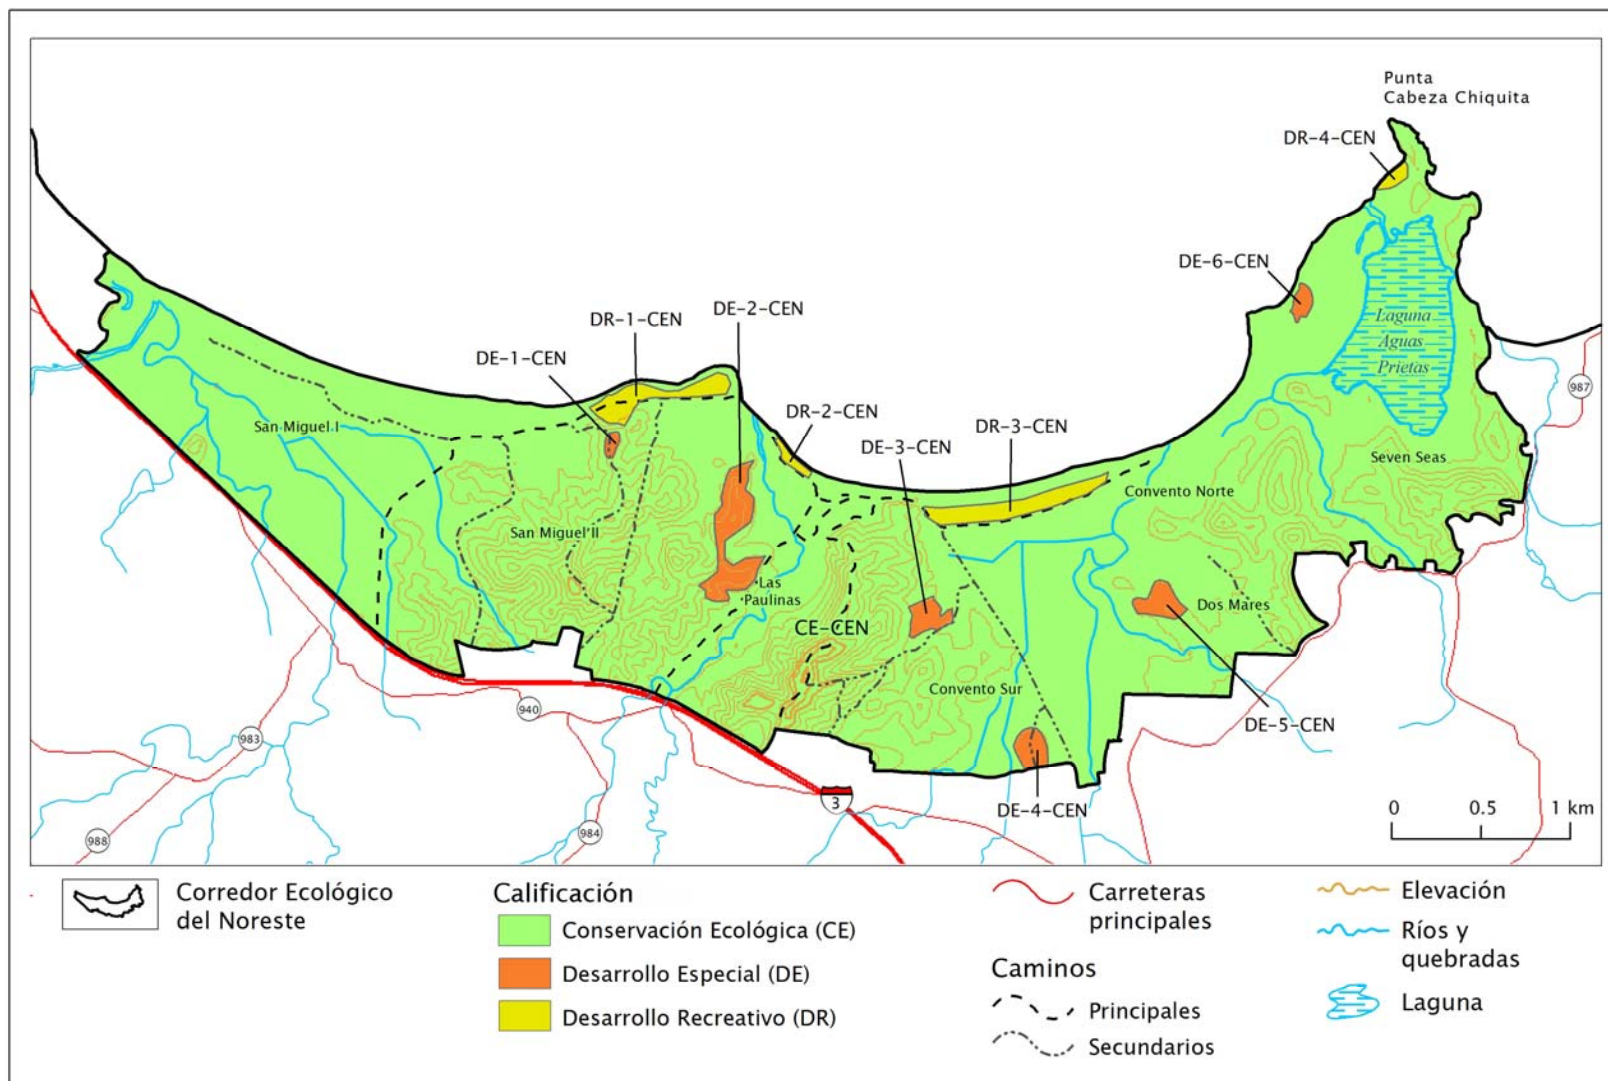 Punta
Cabeza Chiquita
DR-4-CEN
DE-6-CEN
DE-2-CEN
DR-1-CEN
DE-1-CEN
Laguna
Aguas
Prietas
987
DR-2-CEN
DE-3-CEN
DR-3-CEN
San Miguel I
Seven Seas
Convento Norte
San Miguel II
Las
Paulinas
Dos Mares
CE-CEN
Convento Sur
940
983
DE-5-CEN
3
DE-4-CEN
984
988
0 0.5 1 km
Corredor Ecológico
del Noreste
Calificación
Conservación Ecológica (CE)
Desarrollo Especial (DE)
Desarrollo Recreativo (DR)
Carreteras
principales
Caminos
Principales
Secundarios
Elevación
Ríos y
quebradas
Laguna